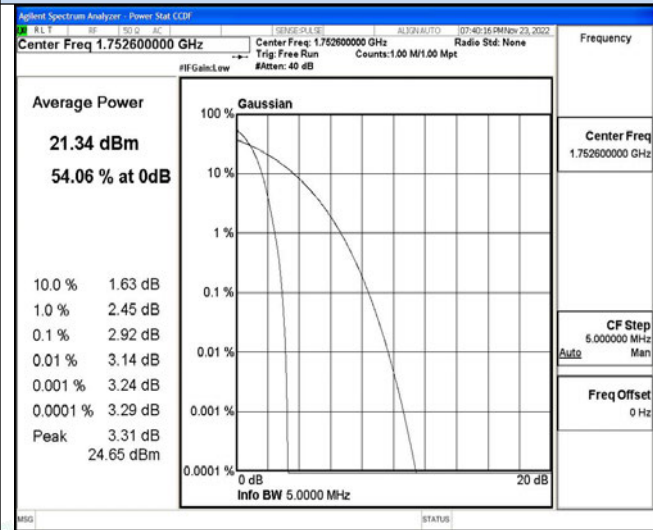 Agilent Spectrum Analyzer - Power Stat CCDF
RLT RF 50 Ω AC SENSE:PULSE ALIGNAUTO 07:40:16 PM Nov 23, 2022
Center Freq 1.752600000 GHz
Center Freq: 1.752600000 GHz Radio Std: None
Trig: Free Run Counts:1.00 M/1.00 Mpt
#IFGain:Low #Atten: 40 dB
Frequency
Average Power
21.34 dBm
54.06 % at 0dB
10.0 % 1.63 dB
1.0 % 2.45 dB
0.1 % 2.92 dB
0.01 % 3.14 dB
0.001 % 3.24 dB
0.0001 % 3.29 dB
Peak 3.31 dB
24.65 dBm
Gaussian
100 %
10 %
1 %
0.1 %
0.01 %
0.001 %
0.0001 %
0 dB 20 dB
Info BW 5.0000 MHz
Center Freq
1.752600000 GHz
CF Step
5.000000 MHz
Auto Man
Freq Offset
0 Hz
MSG STATUS